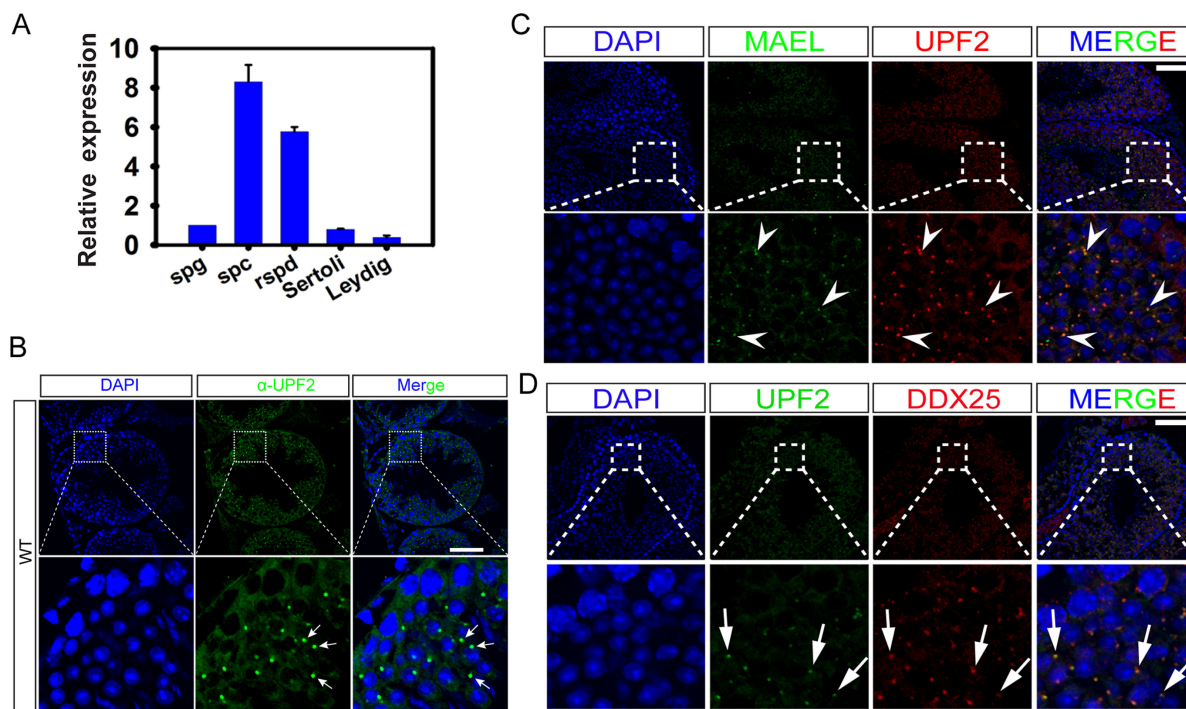 A
Relative expression
10
8
6
4
2
0
spg
spc
rspd
Sertoli
Leydig
B
DAPI
α-UPF2
Merge
WT
C
DAPI
MAEL
UPF2
MERGE
D
DAPI
UPF2
DDX25
MERGE